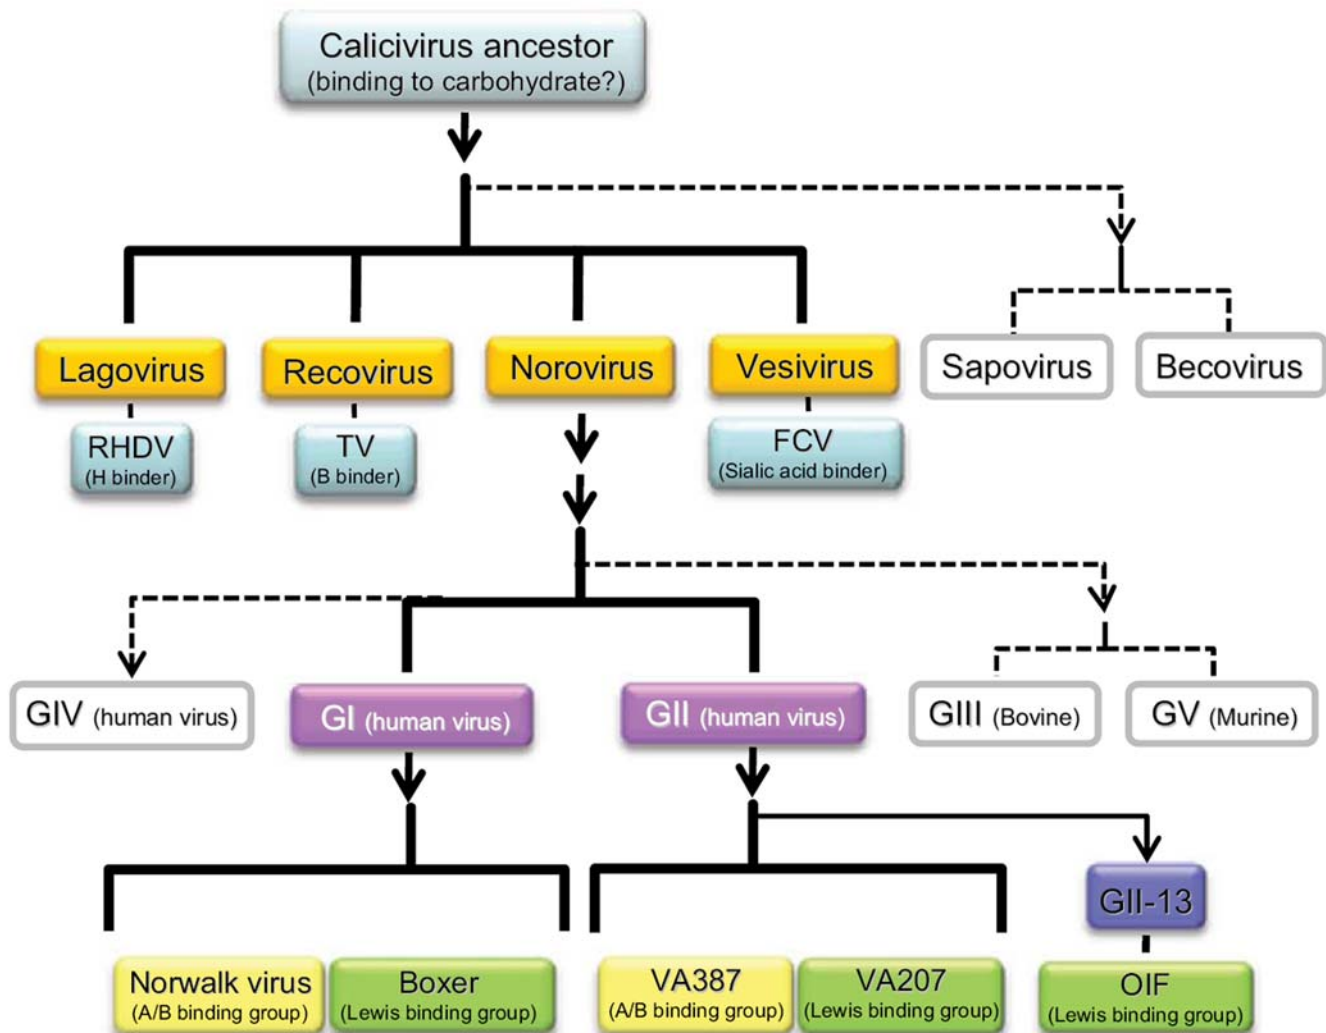 Calicivirus ancestor
(binding to carbohydrate?)
Lagovirus
Recovirus
Norovirus
Vesivirus
Sapovirus
Becovirus
RHDV
(H binder)
TV
(B binder)
FCV
(Sialic acid binder)
GIV (human virus)
GI (human virus)
GII (human virus)
GIII (Bovine)
GV (Murine)
GII-13
Norwalk virus
(A/B binding group)
Boxer
(Lewis binding group)
VA387
(A/B binding group)
VA207
(Lewis binding group)
OIF
(Lewis binding group)